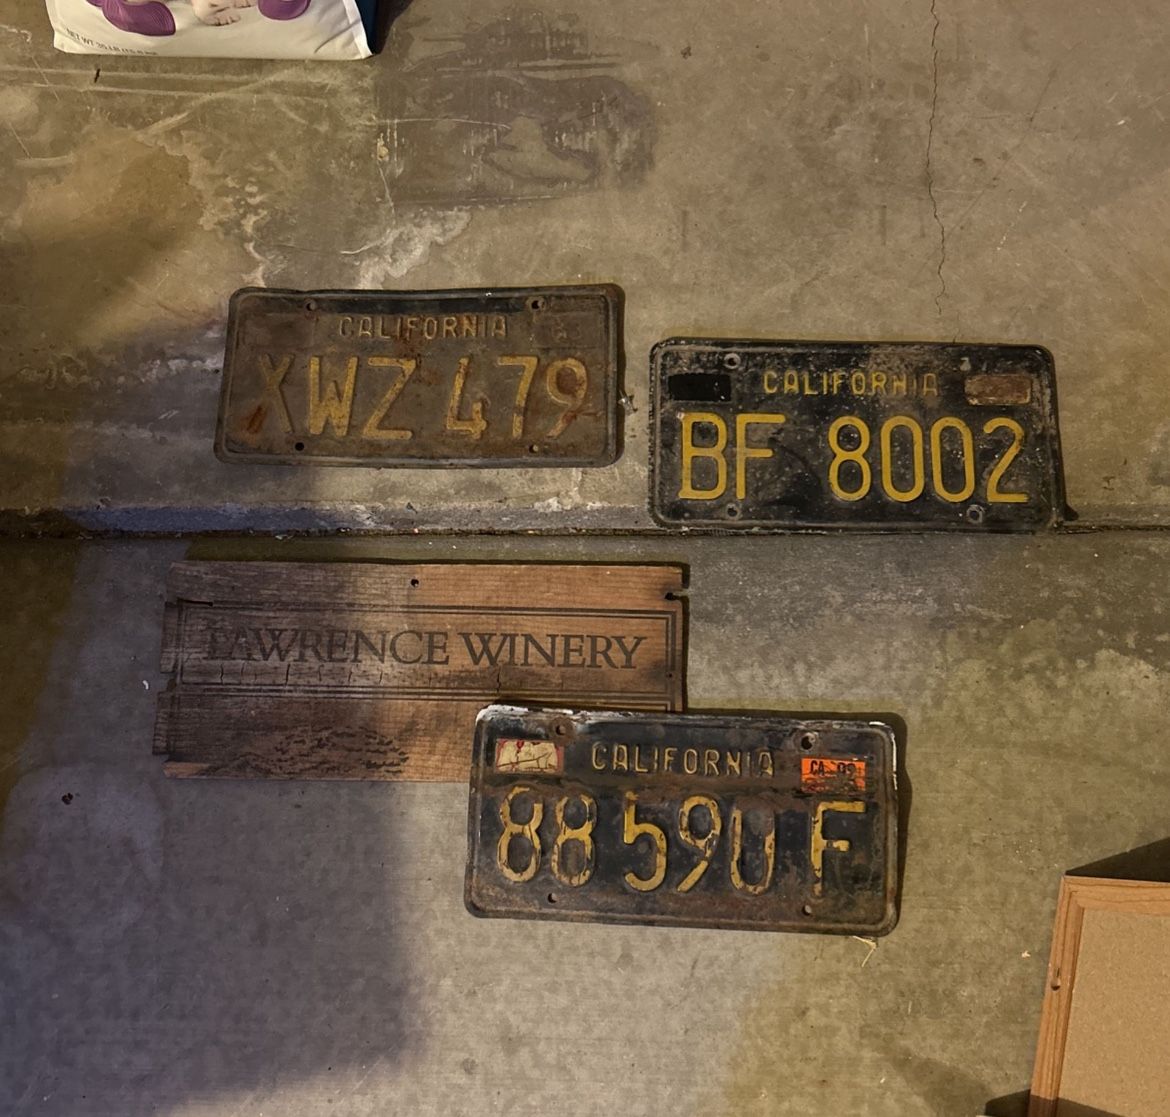 CALIFORNIA
XWZ 479
CALIFORNIA
BF 8002
LAWRENCE WINERY
CALIFORNIA
88590 F